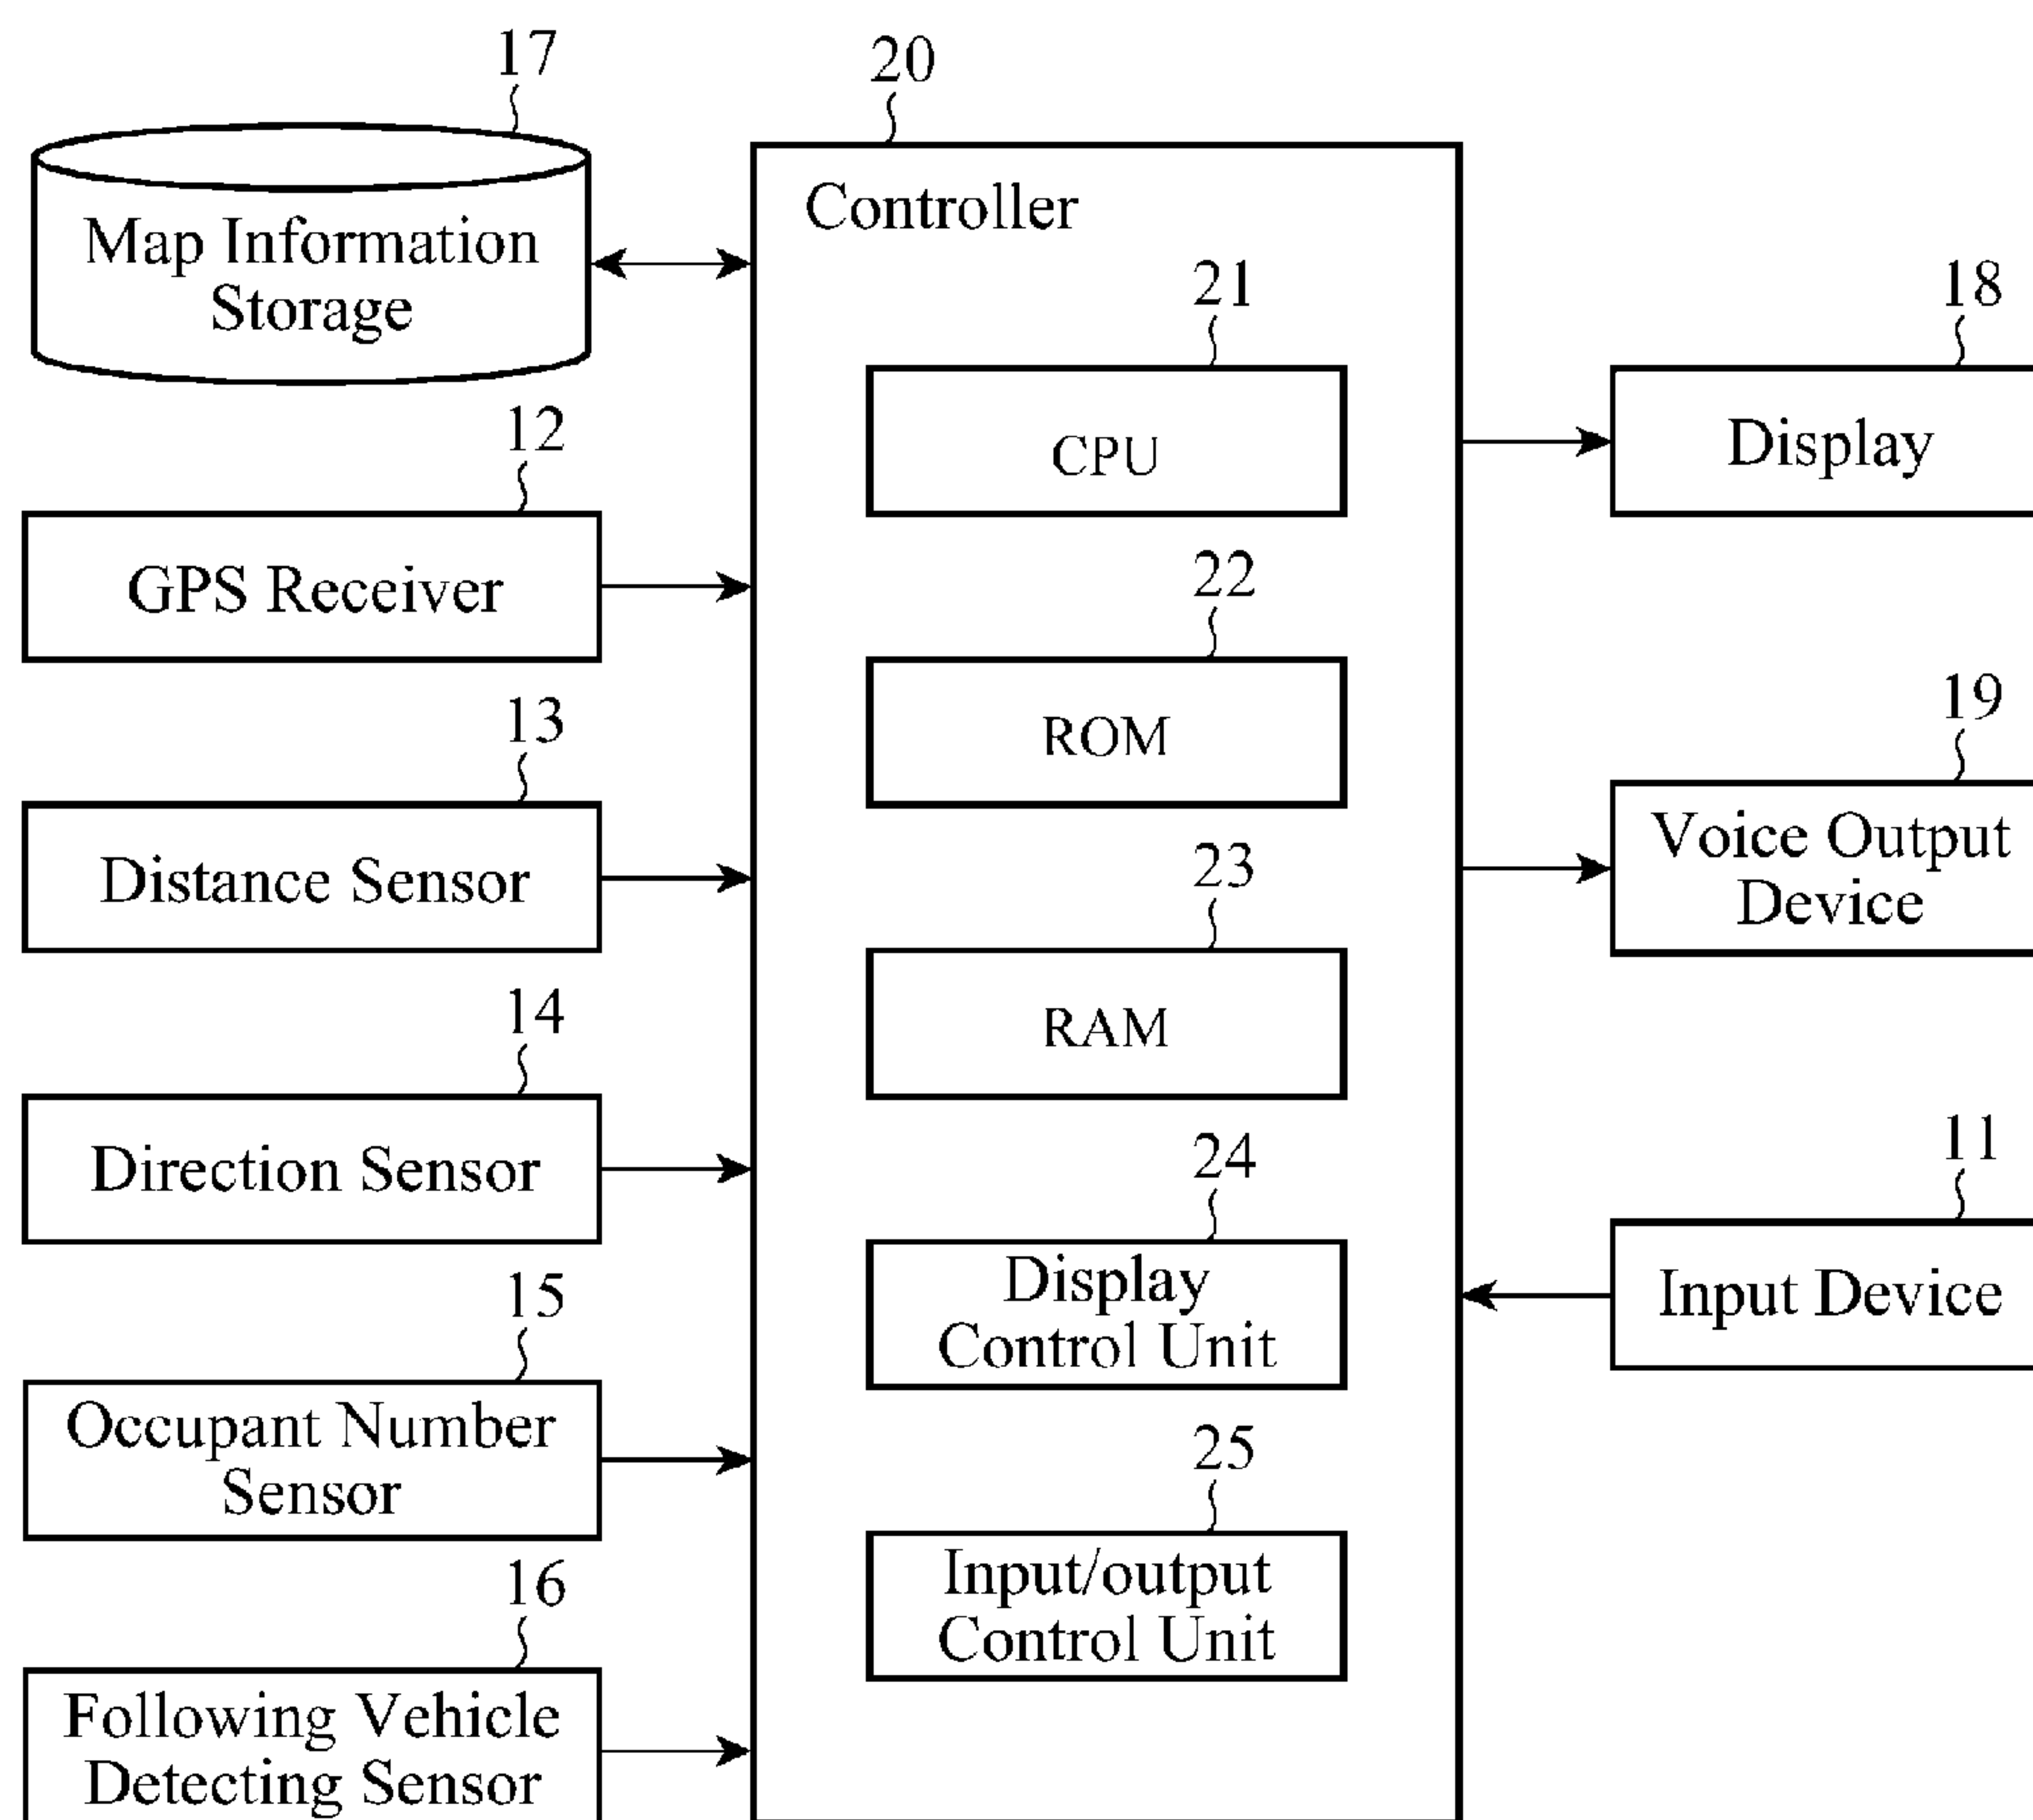 17
Map Information
Storage
12
GPS Receiver
13
Distance Sensor
14
Direction Sensor
15
Occupant Number
Sensor
16
Following Vehicle
Detecting Sensor
20
Controller
21
CPU
22
ROM
23
RAM
24
Display
Control Unit
25
Input/output
Control Unit
18
Display
19
Voice Output
Device
11
Input Device